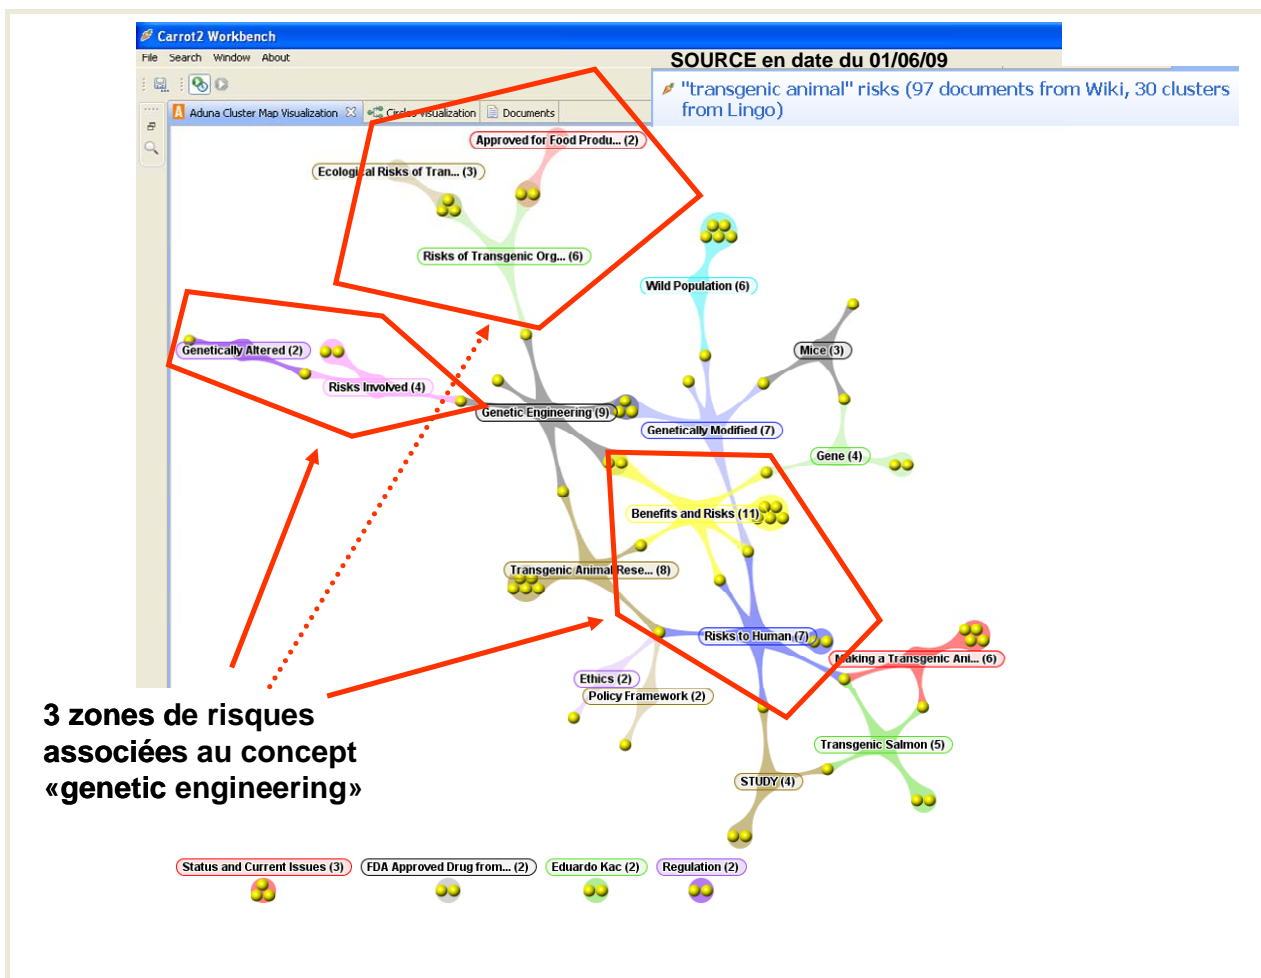 Carrot2 Workbench
File Search Window About
SOURCE en date du 01/06/09
"transgenic animal" risks (97 documents from Wiki, 30 clusters
from Lingo)
Aduna Cluster Map Visualization
Circles Visualization
Documents
Approved for Food Produ... (2)
Ecological Risks of Tran... (3)
Risks of Transgenic Org... (6)
Wild Population (6)
Genetically Altered (2)
Mice (3)
Risks Involved (4)
Genetic Engineering (9)
Genetically Modified (7)
Gene (4)
Benefits and Risks (11)
Transgenic Animal Rese... (8)
Risks to Human (7)
Making a Transgenic Ani... (6)
Ethics (2)
Policy Framework (2)
3 zones de risques
associées au concept
«genetic engineering»
Transgenic Salmon (5)
STUDY (4)
Status and Current Issues (3)
FDA Approved Drug from... (2)
Eduardo Kac (2)
Regulation (2)